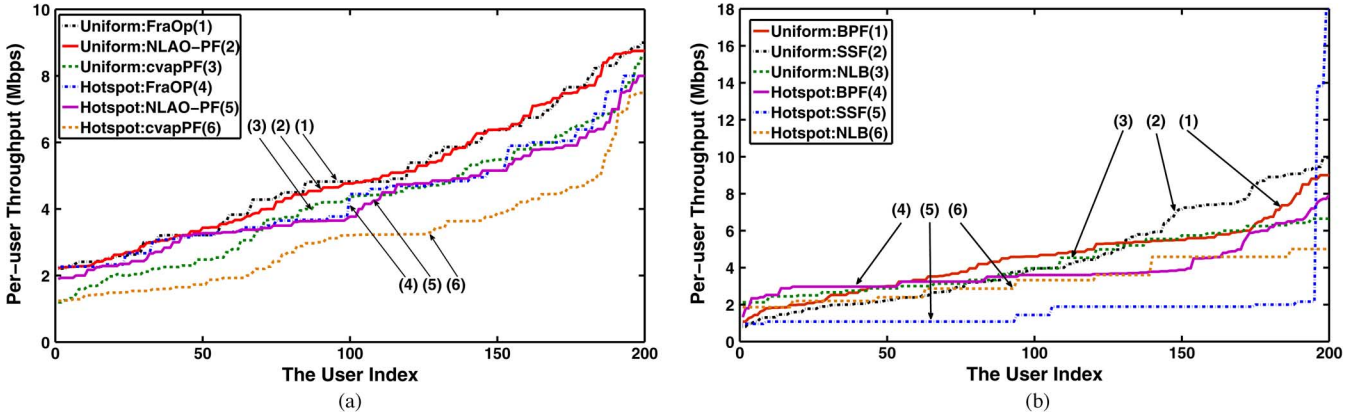 Per-user Throughput (Mbps)
10
8
6
4
2
0
Uniform:FraOp(1)
Uniform:NLAO-PF(2)
Uniform:cvapPF(3)
Hotspot:FraOP(4)
Hotspot:NLAO-PF(5)
Hotspot:cvapPF(6)
(3) (2) (1)
(4) (5) (6)
0 50 100 150 200
The User Index
(a)
Per-user Throughput (Mbps)
18
16
14
12
10
8
6
4
2
0
Uniform:BPF(1)
Uniform:SSF(2)
Uniform:NLB(3)
Hotspot:BPF(4)
Hotspot:SSF(5)
Hotspot:NLB(6)
(3) (2) (1)
(4) (5) (6)
0 50 100 150 200
The User Index
(b)